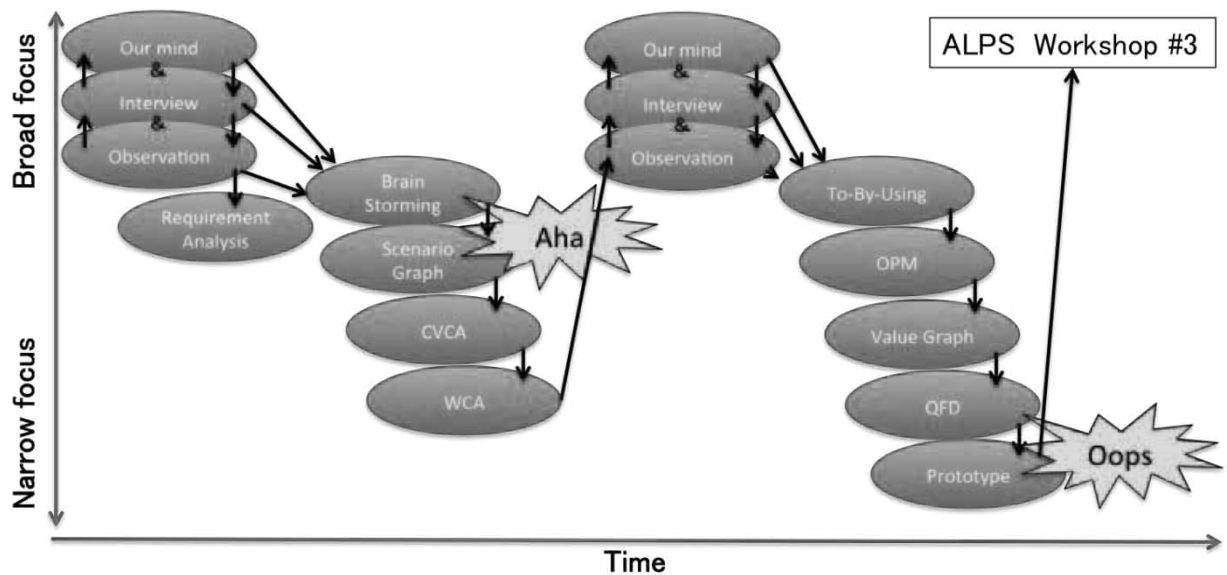 Broad focus
Narrow focus
Our mind
&
Interview
&
Observation
Requirement
Analysis
Brain
Storming
Scenario
Graph
Aha
CVCA
WCA
Our mind
&
Interview
&
Observation
To-By-Using
OPM
Value Graph
QFD
Prototype
Oops
ALPS Workshop #3
Time